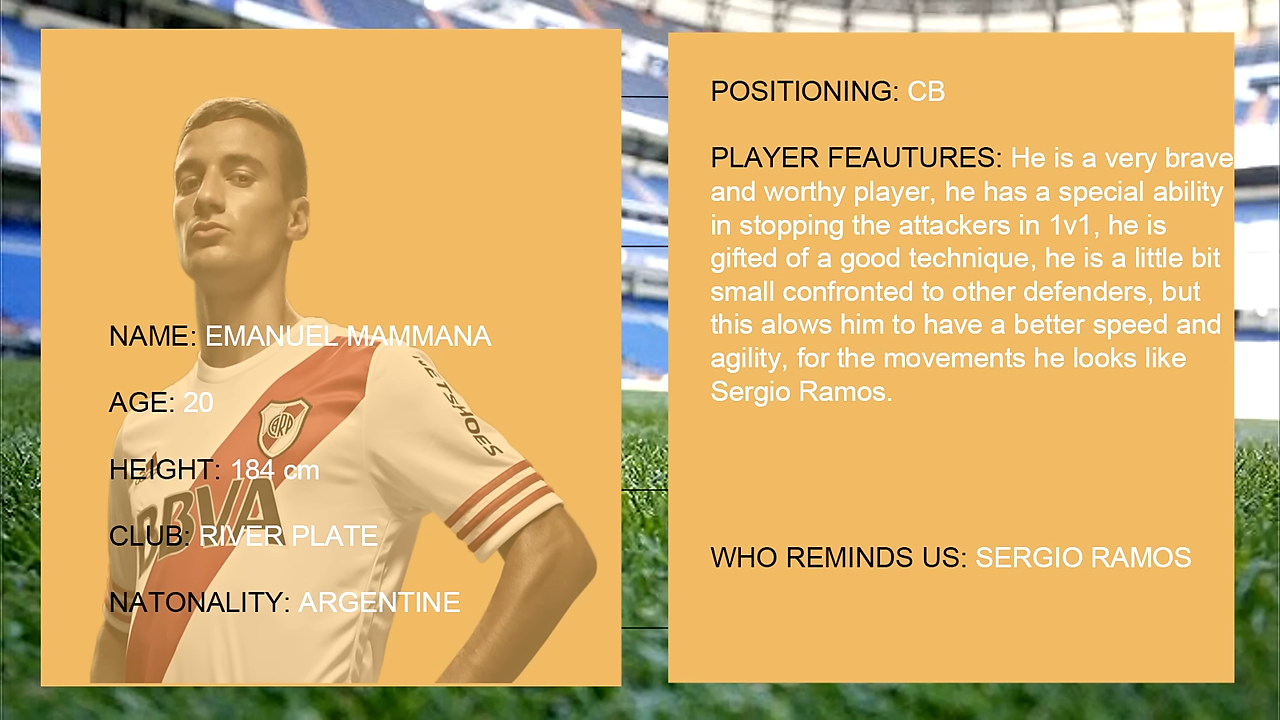 NAME: EMANUEL MAMMANA
AGE: 20
HEIGHT: 184 cm
CLUB: RIVER PLATE
NATONALITY: ARGENTINE
NETSHOES
CARP
BBVA
POSITIONING: CB
PLAYER FEAUTURES: He is a very brave
and worthy player, he has a special ability
in stopping the attackers in 1v1, he is
gifted of a good technique, he is a little bit
small confronted to other defenders, but
this alows him to have a better speed and
agility, for the movements he looks like
Sergio Ramos.
WHO REMINDS US: SERGIO RAMOS